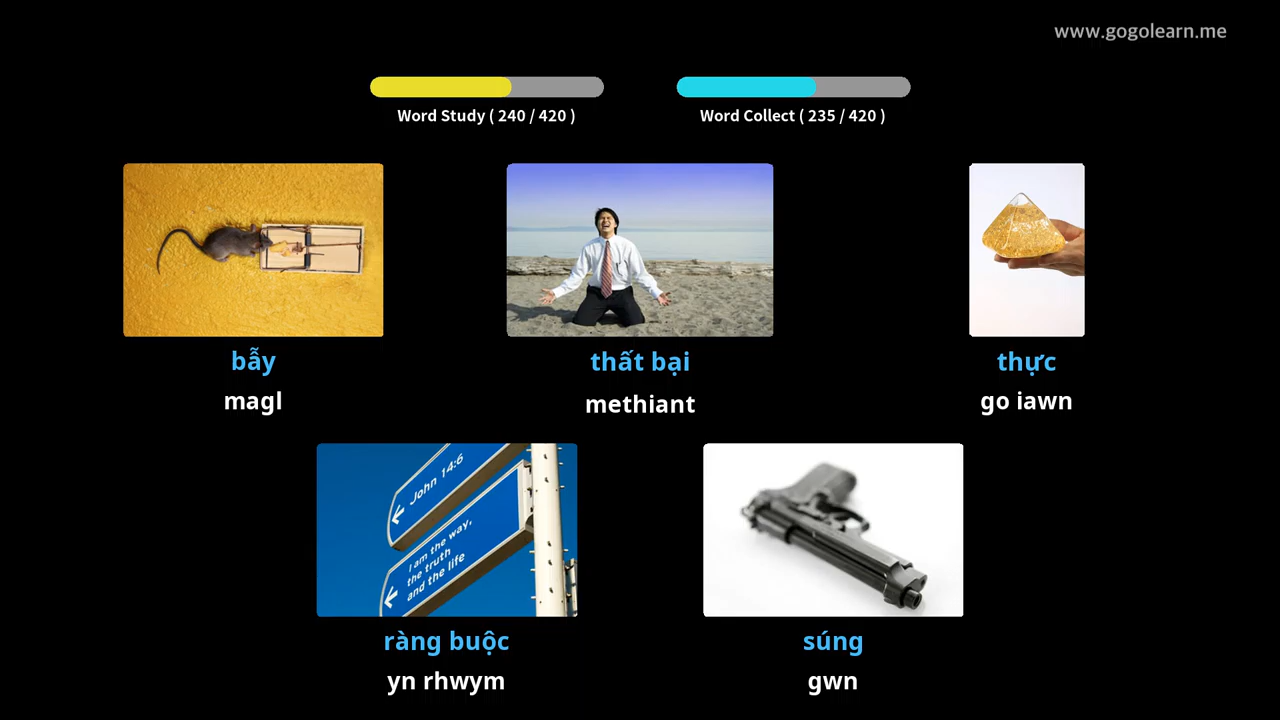 www.gogolearn.me
Word Study ( 240 / 420 )
Word Collect ( 235 / 420 )
bẫy
thất bại
thực
magl
methiant
go iawn
John 14:6
I am the way,
the truth
and the life
ràng buộc
súng
yn rhwym
gwn